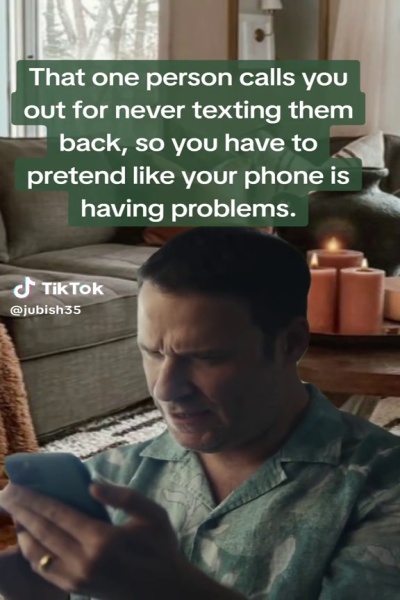 That one person calls you
out for never texting them
back, so you have to
pretend like your phone is
having problems.
TikTok
@jubish35